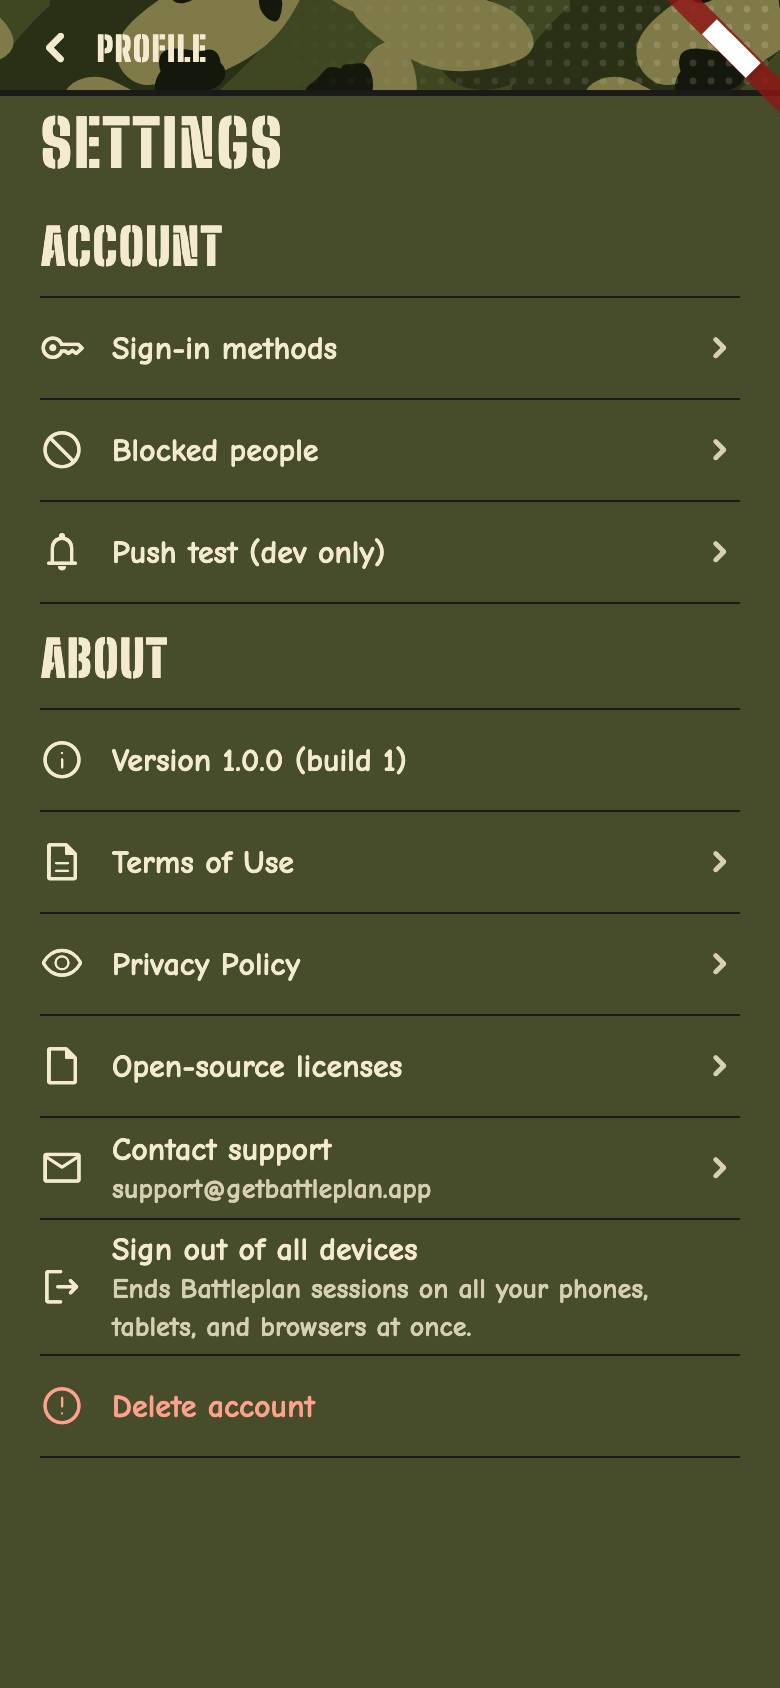 PROFILE
SETTINGS
ACCOUNT
Sign-in methods
Blocked people
Push test (dev only)
ABOUT
Version 1.0.0 (build 1)
Terms of Use
Privacy Policy
Open-source licenses
Contact support
support@getbattleplan.app
Sign out of all devices
Ends Battleplan sessions on all your phones,
tablets, and browsers at once.
Delete account